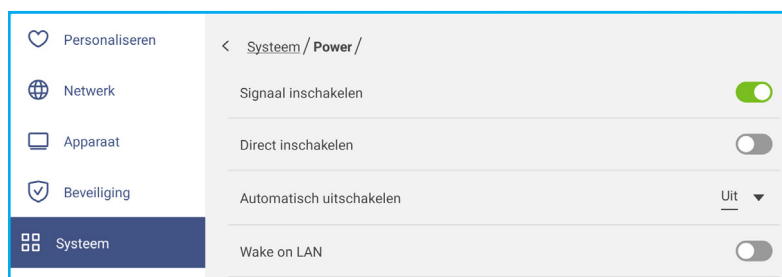 Personaliseren
Systeem / Power /
Netwerk
Signaal inschakelen
Apparaat
Direct inschakelen
Beveiliging
Automatisch uitschakelen Uit
Systeem
Wake on LAN